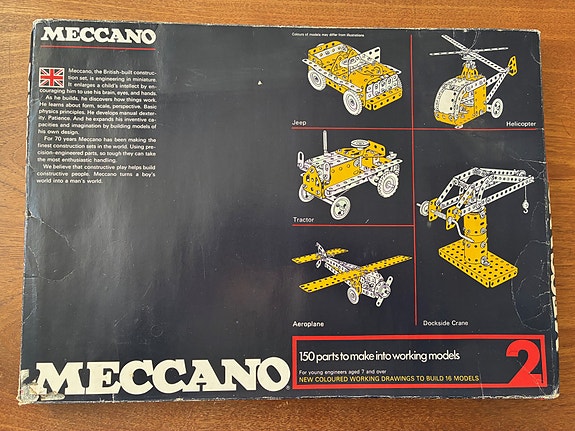 MECCANO
Meccano, the British-built construc-
tion set, is engineering in miniature.
It enlarges a child's intellect by en-
couraging him to use his brain, eyes, and hands.
As he builds, he discovers how things work.
He learns about form, scale, perspective. Basic
physics principles. He develops manual dexter-
ity. Patience. And he expands his inventive ca-
pacities and imagination by building models of
his own design.
For 70 years Meccano has been making the
finest construction sets in the world. Using pre-
cision-engineered parts, so tough they can take
the most enthusiastic handling.
We believe that constructive play helps build
constructive people. Meccano turns a boy's
world into a man's world.
Colours of models may differ from illustrations
Jeep
Helicopter
Tractor
Aeroplane
Dockside Crane
MECCANO
150 parts to make into working models
For young engineers aged 7 and over
NEW COLOURED WORKING DRAWINGS TO BUILD 16 MODELS
2